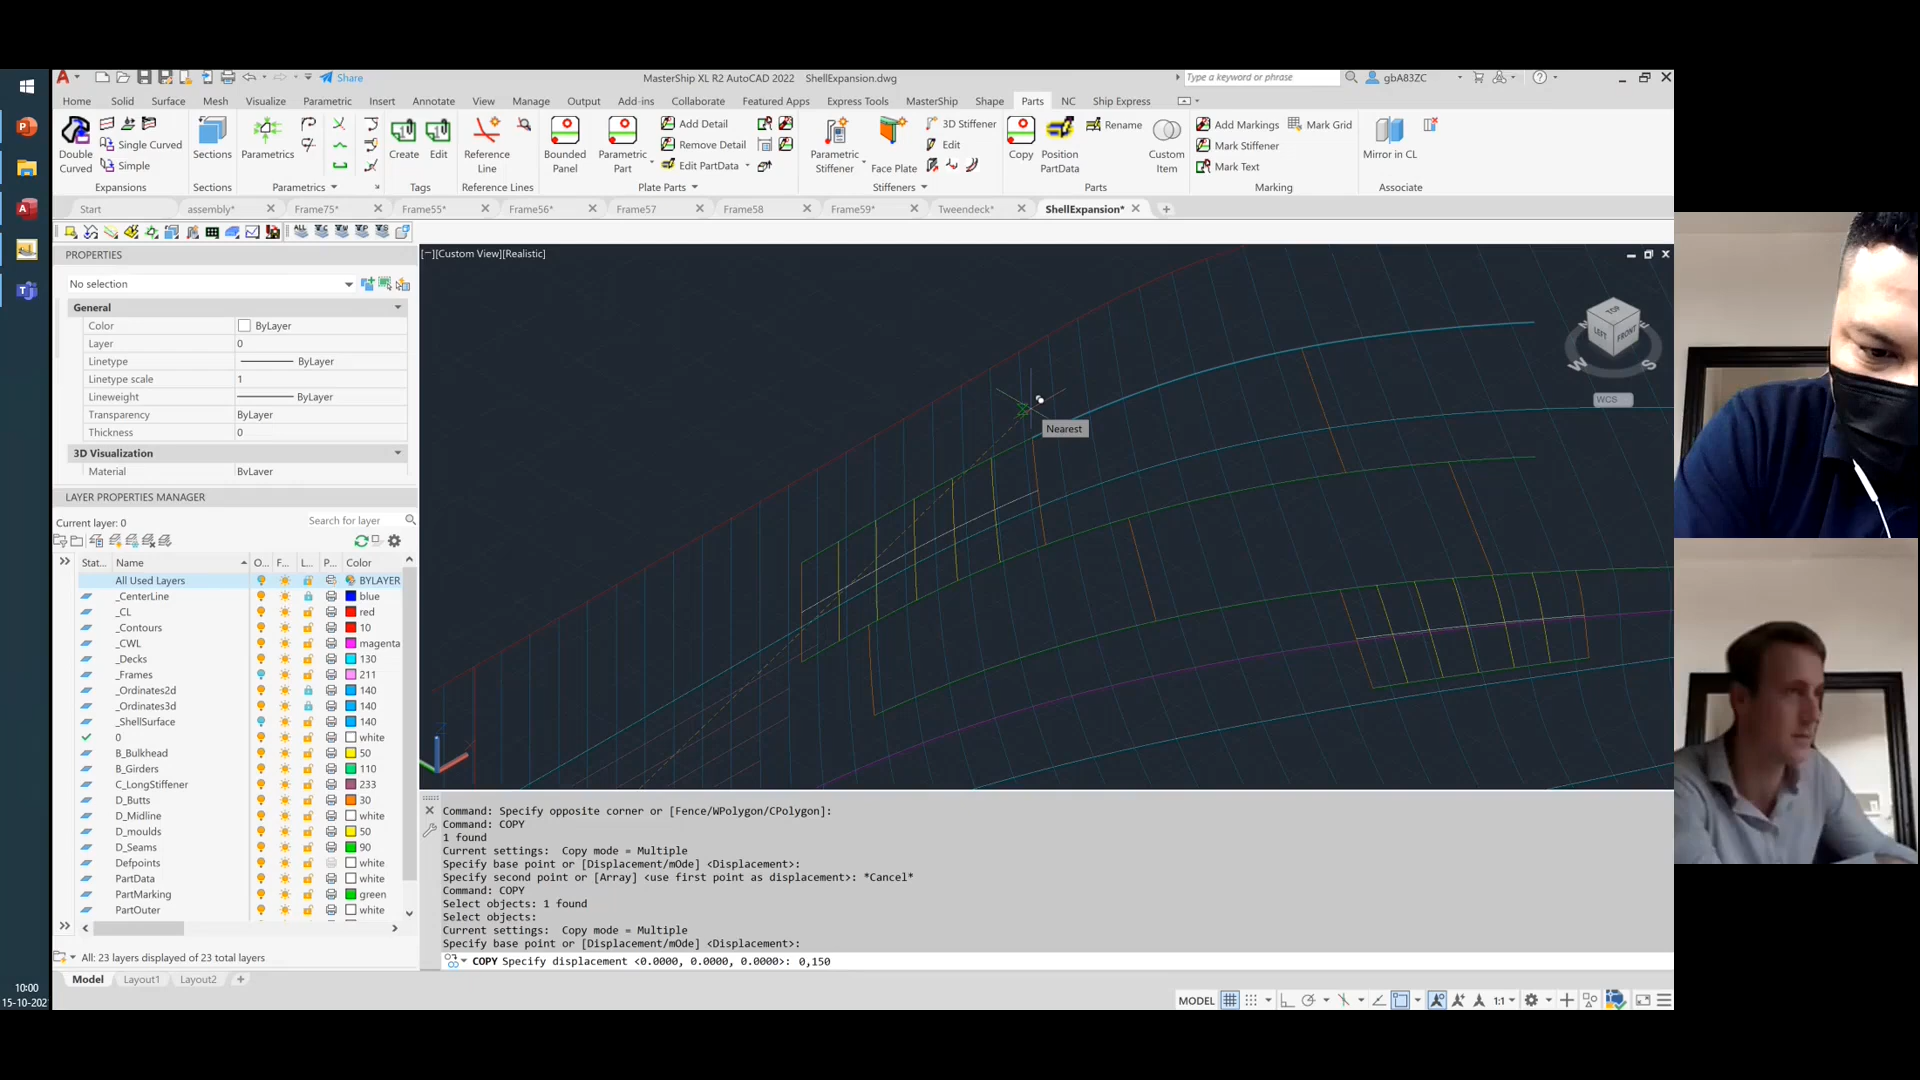 Share
MasterShip XL R2 AutoCAD 2022 ShellExpansion.dwg
Type a keyword or phrase
gbA83ZC
Home Solid Surface Mesh Visualize Parametric Insert Annotate View Manage Output Add-ins Collaborate Featured Apps Express Tools MasterShip Shape Parts NC Ship Express
Double Curved
Single Curved
Simple
Sections
Parametrics
Create
Edit
Reference Line
Bounded Panel
Parametric Part
Add Detail
Remove Detail
Edit PartData
Parametric Stiffener
Face Plate
3D Stiffener
Edit
Copy
Position PartData
Rename
Custom Item
Add Markings
Mark Grid
Mark Stiffener
Mark Text
Mirror in CL
Expansions Sections Parametrics Tags Reference Lines Plate Parts Stiffeners Parts Marking Associate
Start assembly* Frame75* Frame55* Frame56* Frame57 Frame58 Frame59* Tweendeck* ShellExpansion*
ALL
PROPERTIES
No selection
General
Color ByLayer
Layer 0
Linetype ByLayer
Linetype scale 1
Lineweight ByLayer
Transparency ByLayer
Thickness 0
3D Visualization
Material ByLayer
LAYER PROPERTIES MANAGER
Current layer: 0
Search for layer
Stat... Name O... F... L... P... Color
All Used Layers BYLAYER
_CenterLine blue
_CL red
_Contours 10
_CWL magenta
_Decks 130
_Frames 211
_Ordinates2d 140
_Ordinates3d 140
_ShellSurface 140
0 white
B_Bulkhead 50
B_Girders 110
C_LongStiffener 233
D_Butts 30
D_Midline white
D_moulds 50
D_Seams 90
Defpoints white
PartData white
PartMarking green
PartOuter white
All: 23 layers displayed of 23 total layers
[−][Custom View][Realistic]
Nearest
TOP
LEFT
FRONT
W
S
WCS
Command: Specify opposite corner or [Fence/WPolygon/CPolygon]:
Command: COPY
1 found
Current settings:  Copy mode = Multiple
Specify base point or [Displacement/mOde] <Displacement>:
Specify second point or [Array] <use first point as displacement>: *Cancel*
Command: COPY
Select objects: 1 found
Select objects:
Current settings:  Copy mode = Multiple
Specify base point or [Displacement/mOde] <Displacement>:
COPY Specify displacement <0.0000, 0.0000, 0.0000>: 0,150
Model Layout1 Layout2 +
MODEL
1:1
10:00
15-10-202